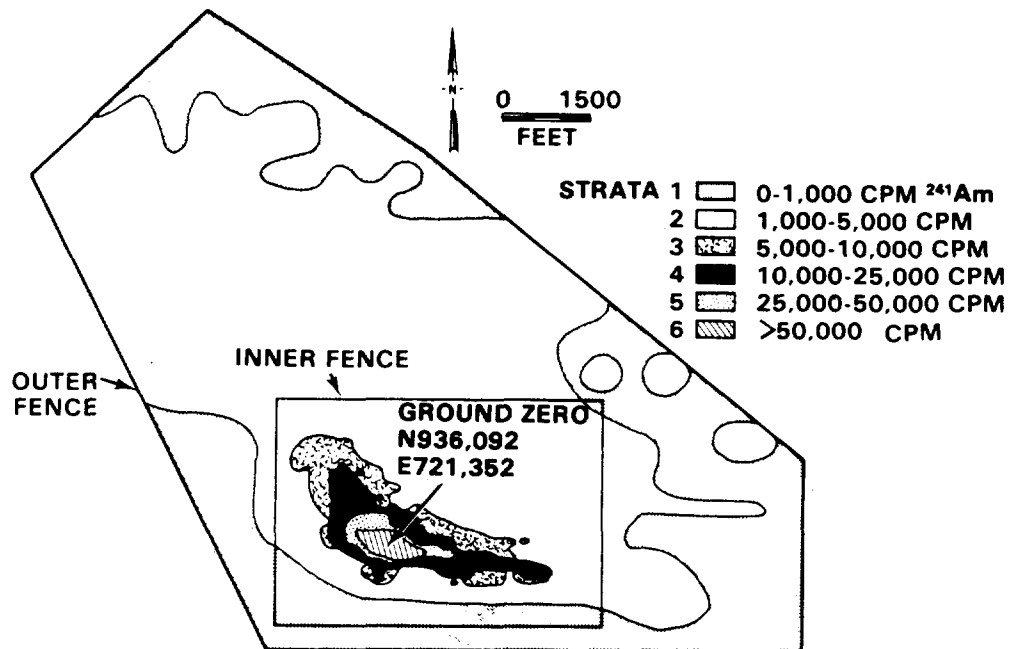 N
0 1500
FEET
STRATA 1 0-1,000 CPM ²⁴¹Am
2 1,000-5,000 CPM
3 5,000-10,000 CPM
4 10,000-25,000 CPM
5 25,000-50,000 CPM
6 >50,000 CPM
INNER FENCE
OUTER
FENCE
GROUND ZERO
N936,092
E721,352